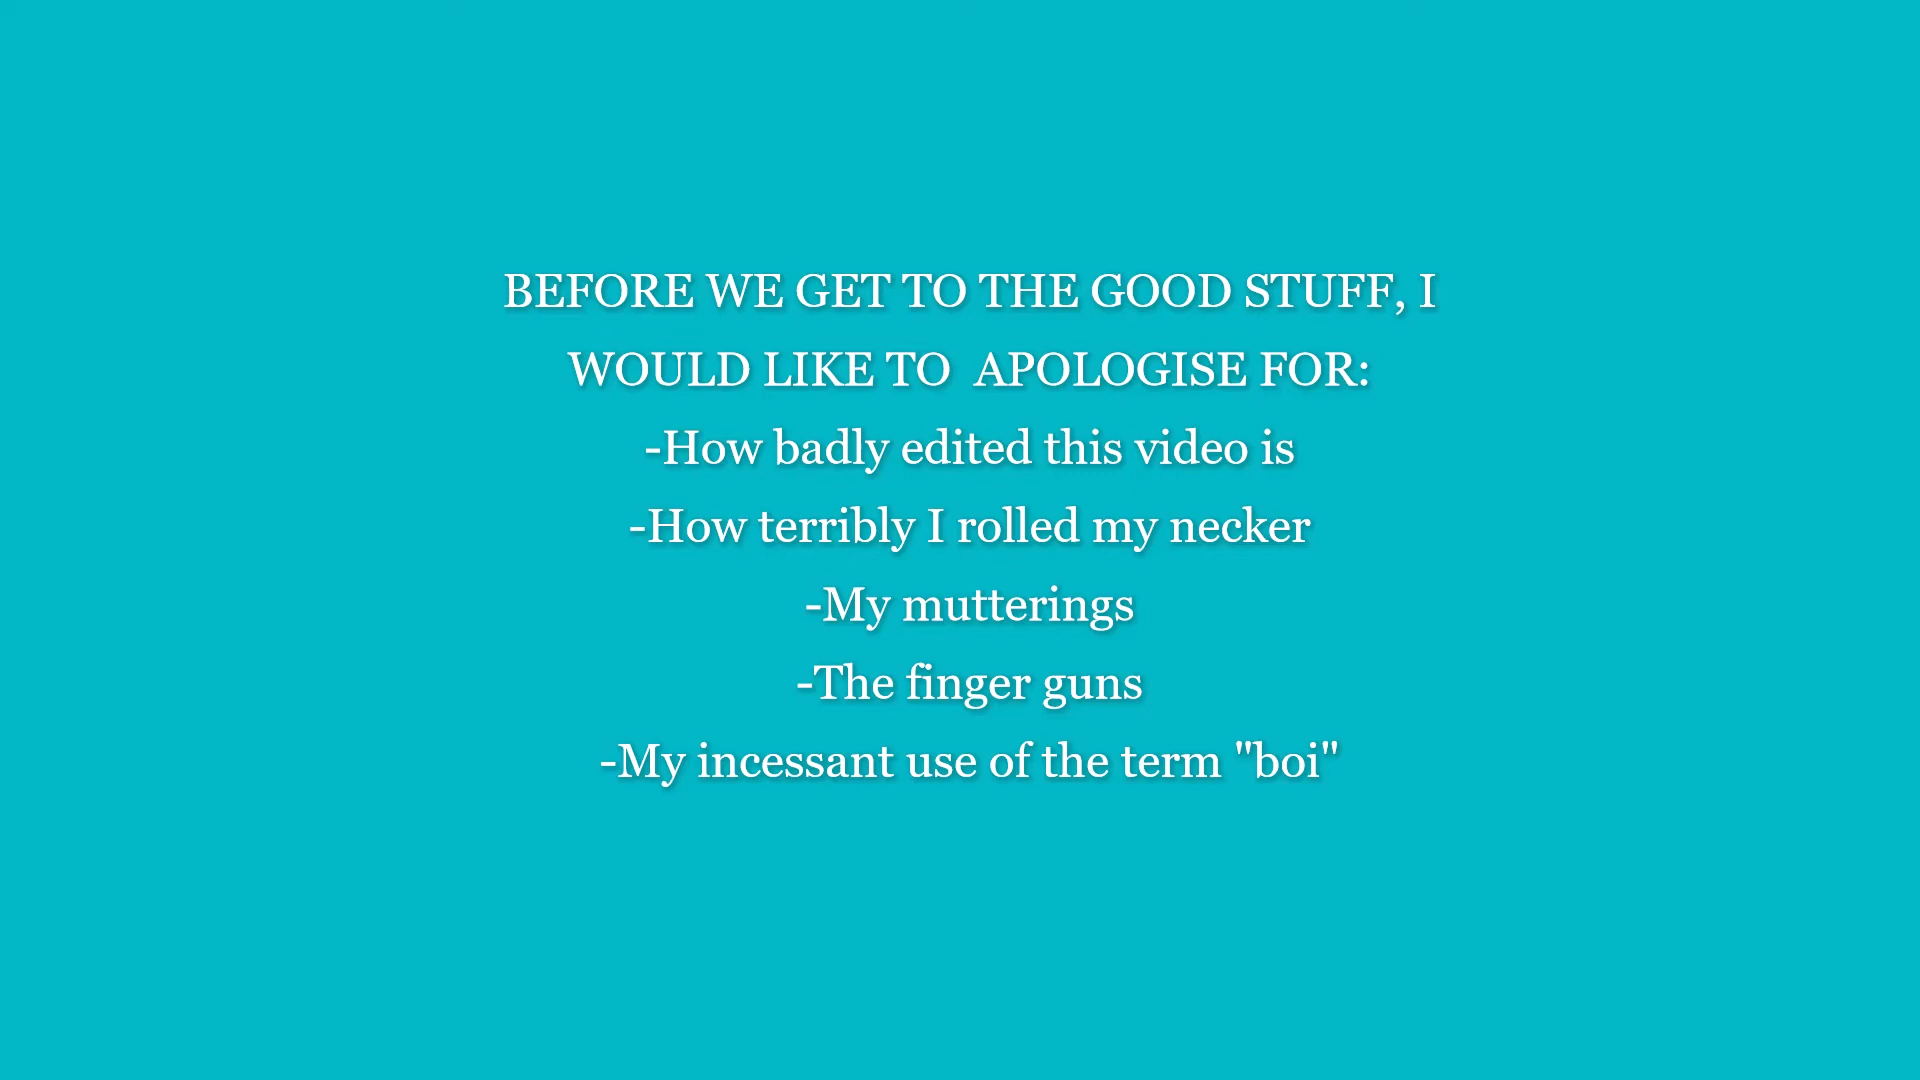 BEFORE WE GET TO THE GOOD STUFF, I
WOULD LIKE TO  APOLOGISE FOR:
-How badly edited this video is
-How terribly I rolled my necker
-My mutterings
-The finger guns
-My incessant use of the term "boi"